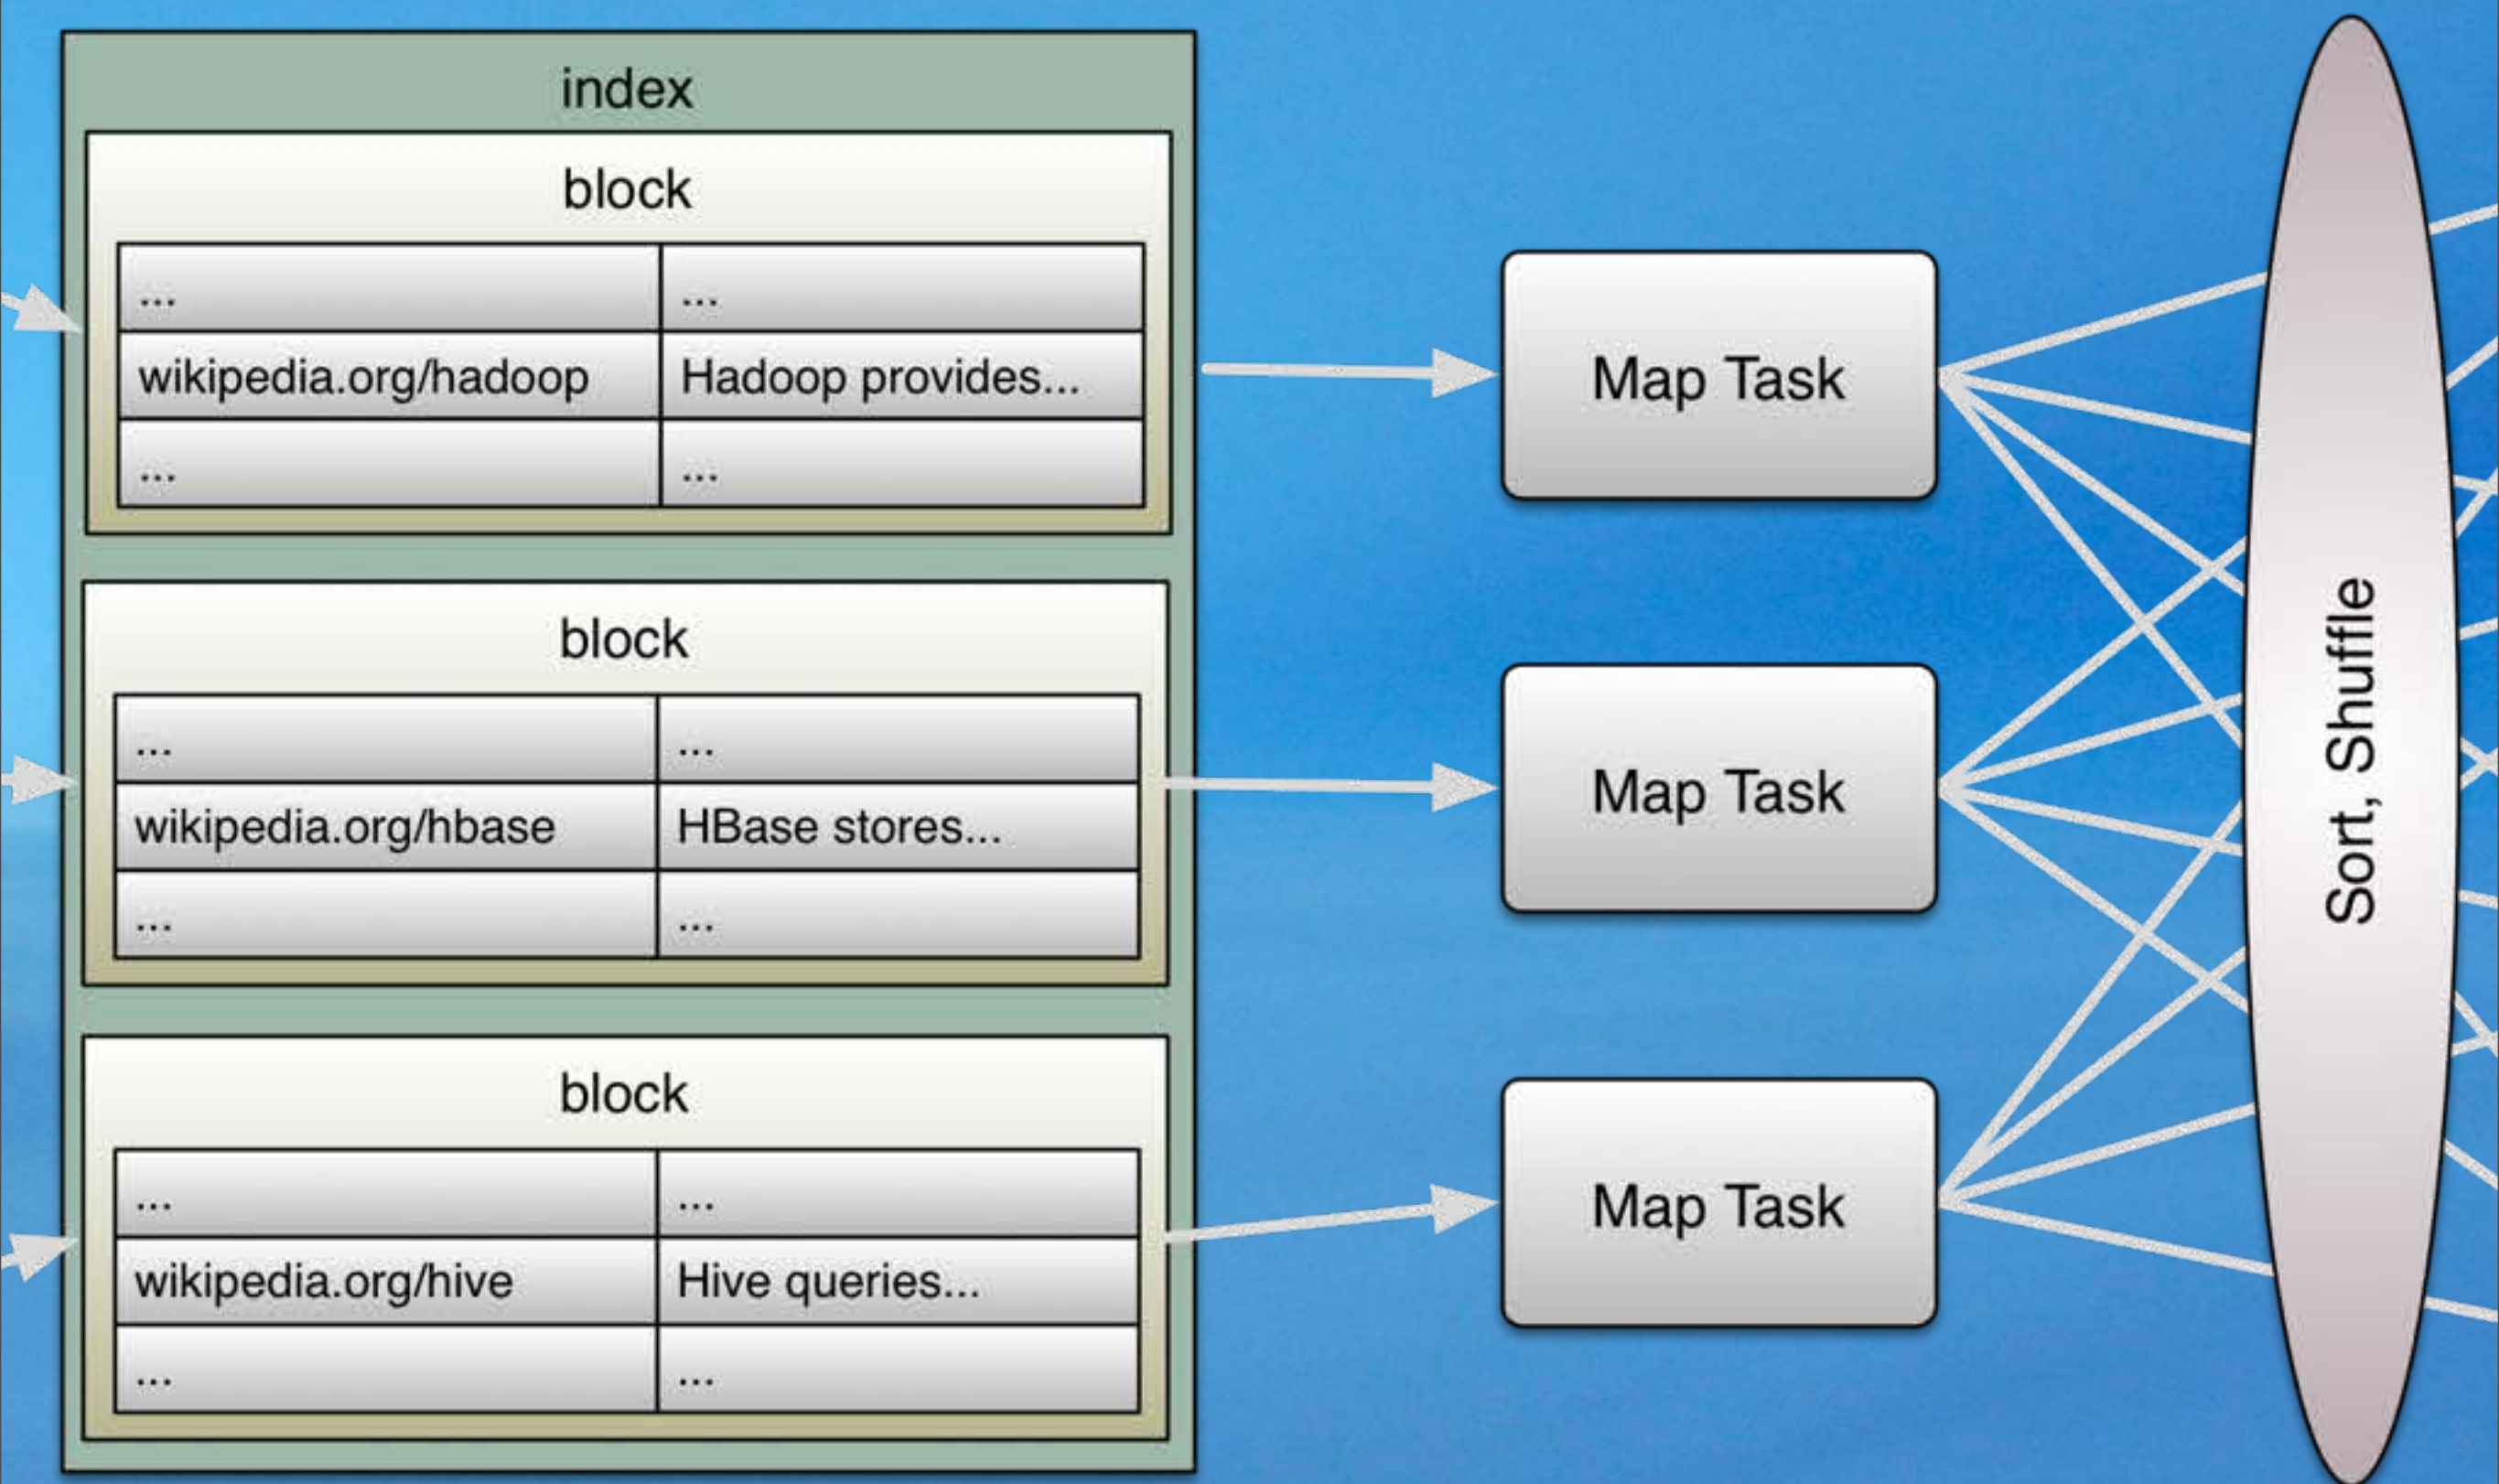 index
block
... ...
wikipedia.org/hadoop Hadoop provides...
... ...
block
... ...
wikipedia.org/hbase HBase stores...
... ...
block
... ...
wikipedia.org/hive Hive queries...
... ...
Map Task
Map Task
Map Task
Sort, Shuffle